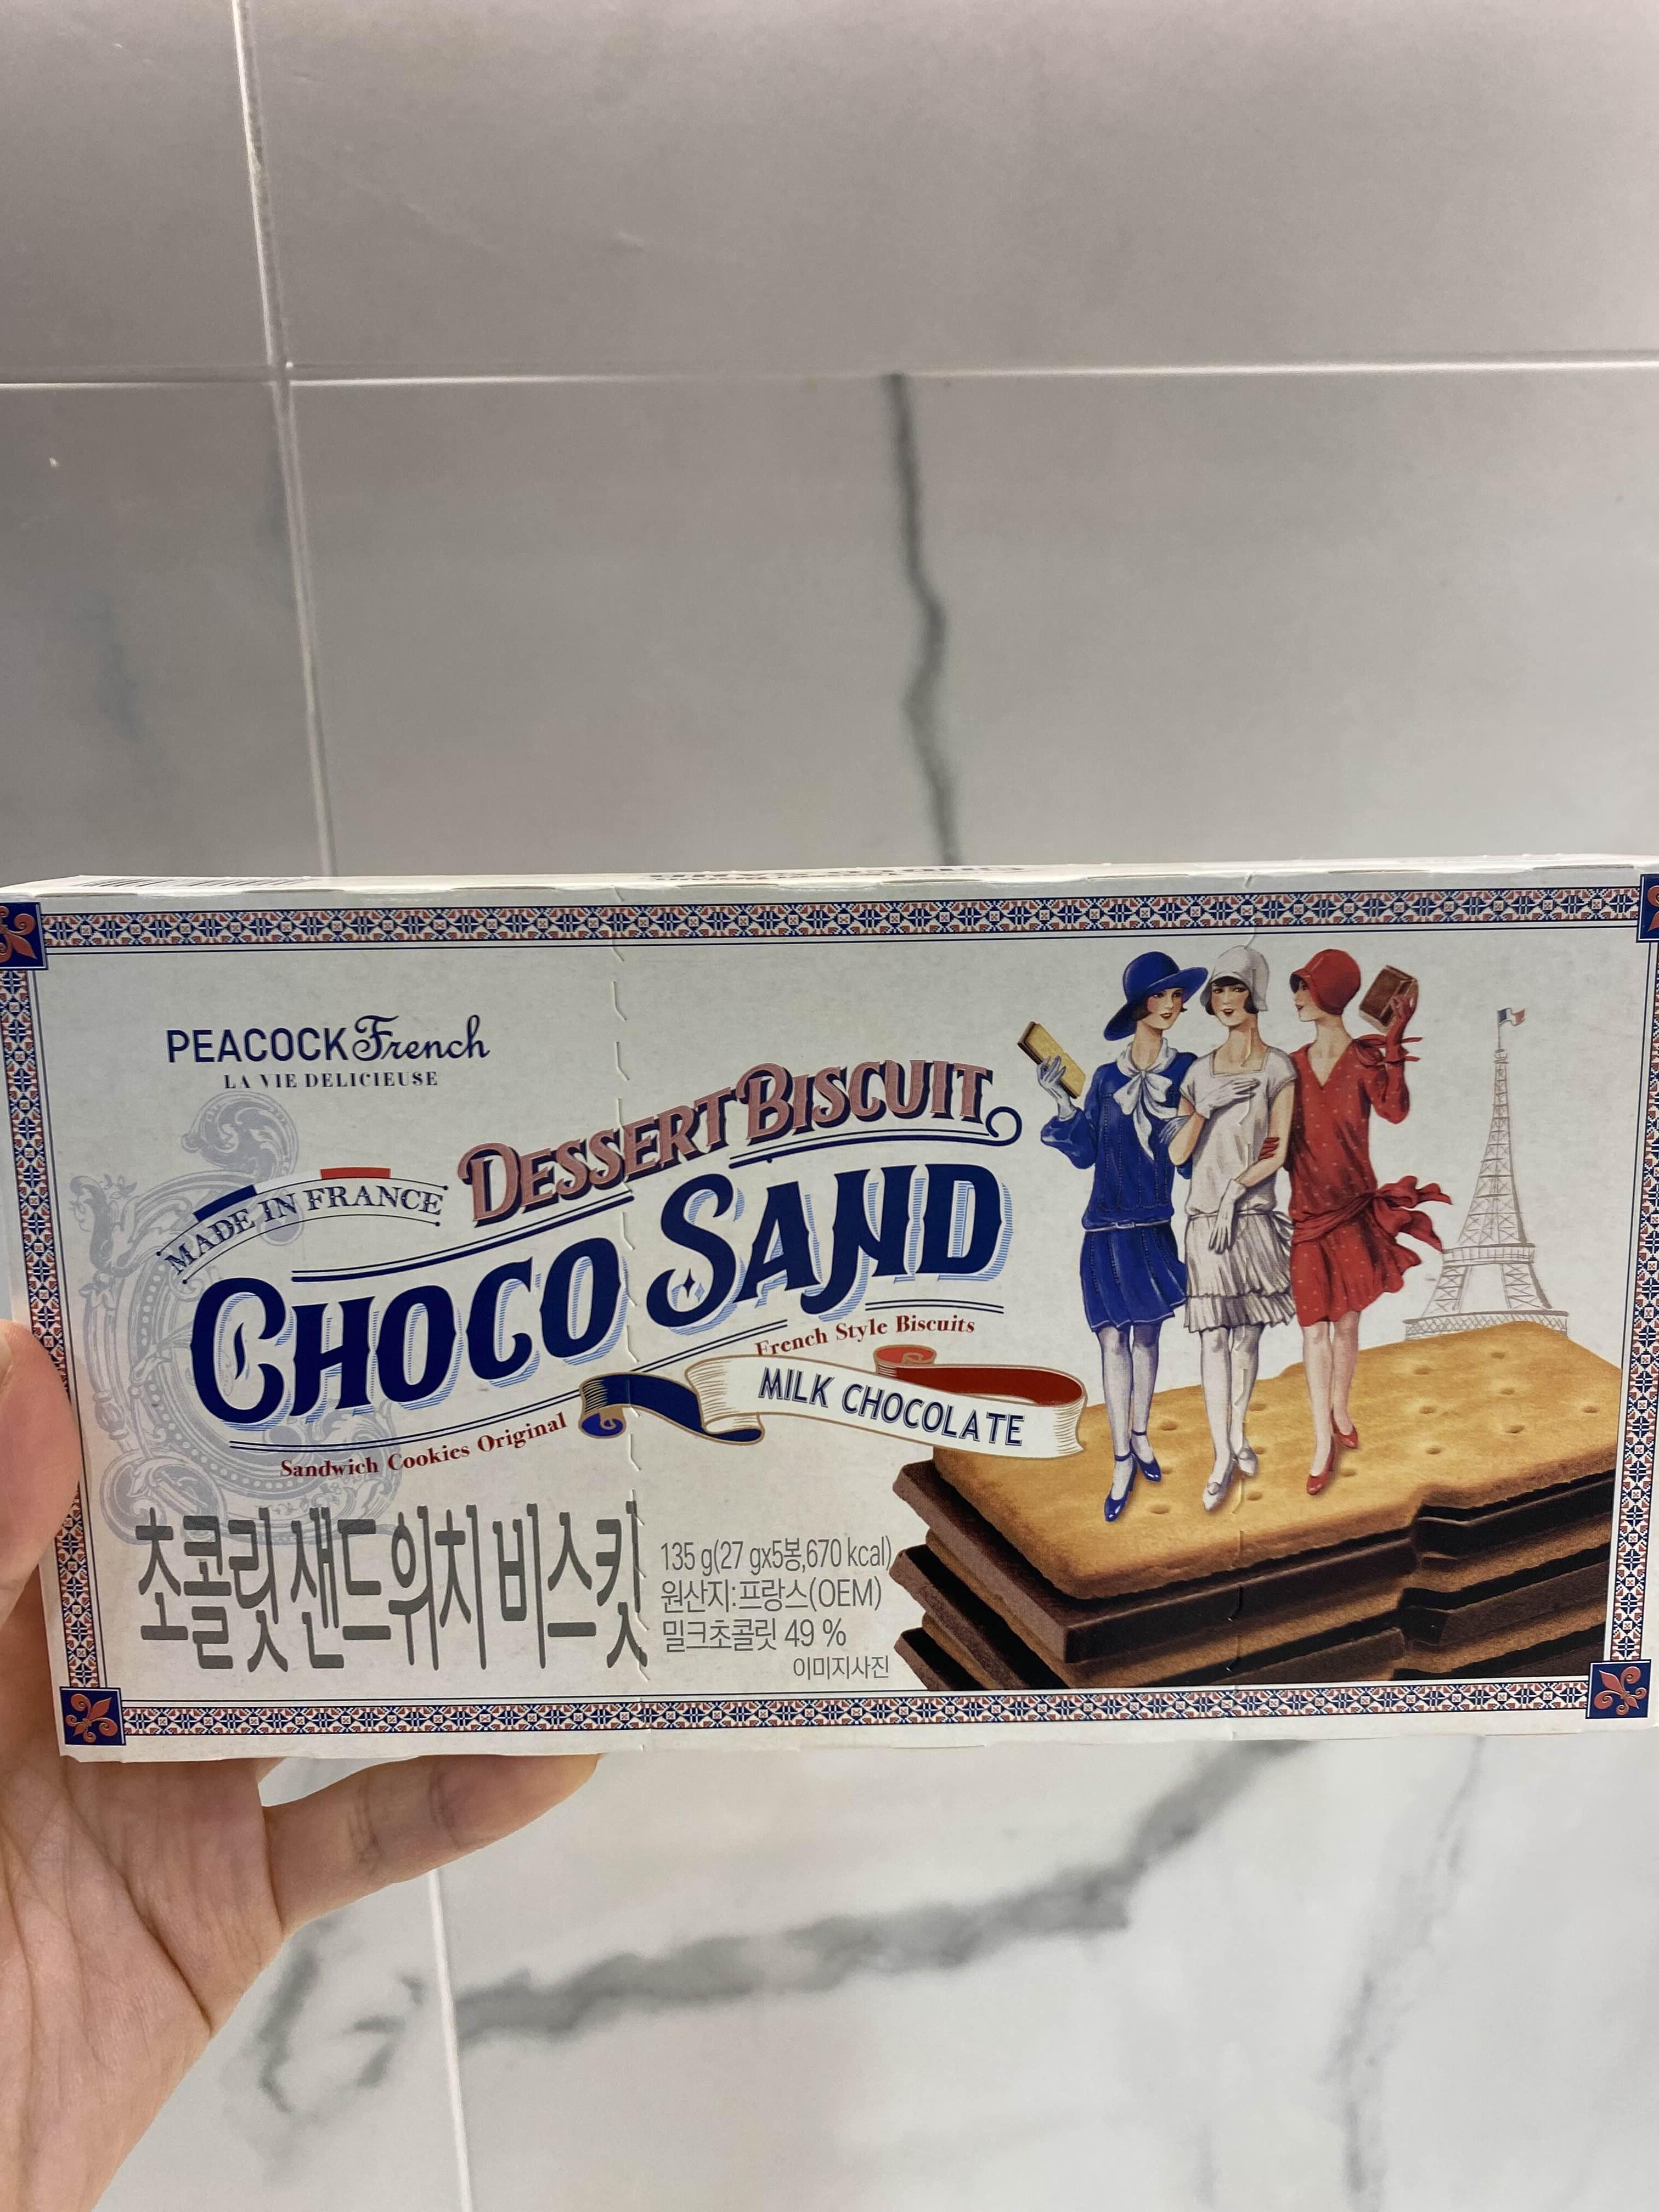 PEACOCK French
LA VIE DELICIEUSE
MADE IN FRANCE
DESSERT BISCUIT
CHOCO SAND
French Style Biscuits
MILK CHOCOLATE
Sandwich Cookies Original
초콜릿 샌드위치 비스킷
135 g(27 gx5봉,670 kcal)
원산지:프랑스(OEM)
밀크초콜릿 49 %
이미지사진